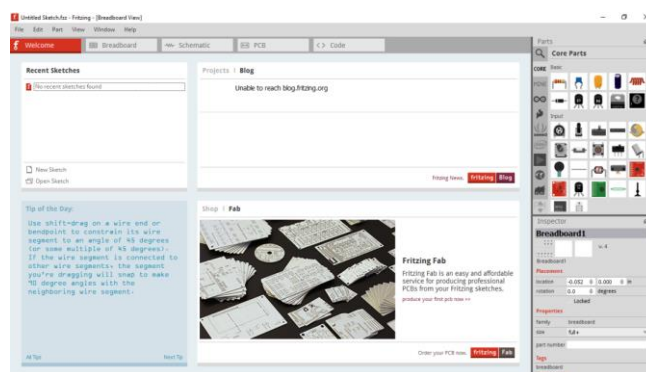 Untitled Sketch.fzz - Fritzing - [Breadboard View]
File Edit Part View Window Help
Welcome
Breadboard
Schematic
PCB
Code
Recent Sketches
No recent sketches found
New Sketch
Open Sketch
Projects | Blog
Unable to reach blog.fritzing.org
Fritzing News. fritzing Blog
Tip of the Day:
Use shift-drag on a wire end or
bendpoint to constrain its wire
segment to an angle of 45 degrees
(or some multiple of 45 degrees).
If the wire segment is connected to
other wire segments, the segment
you're dragging will snap to make
90 degree angles with the
neighboring wire segment.
All Tips Next Tip
Shop | Fab
Fritzing Fab
Fritzing Fab is an easy and affordable
service for producing professional
PCBs from your Fritzing sketches.
produce your first pcb now >>
Order your PCB now. fritzing Fab
Parts
Core Parts
CORE Basic
Input
Inspector
Breadboard1
Breadboard1
Placement
location -0.052 0.000 in
rotation 0.0 degrees
Locked
Properties
family breadboard
size full+
part number
Tags
breadboard